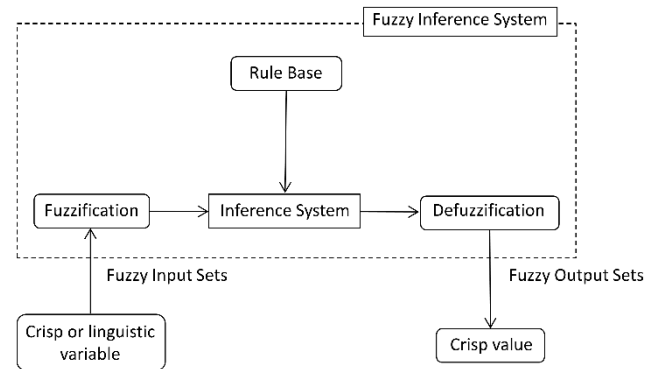 Fuzzy Inference System
Rule Base
Fuzzification
Inference System
Defuzzification
Fuzzy Input Sets
Fuzzy Output Sets
Crisp or linguistic
variable
Crisp value